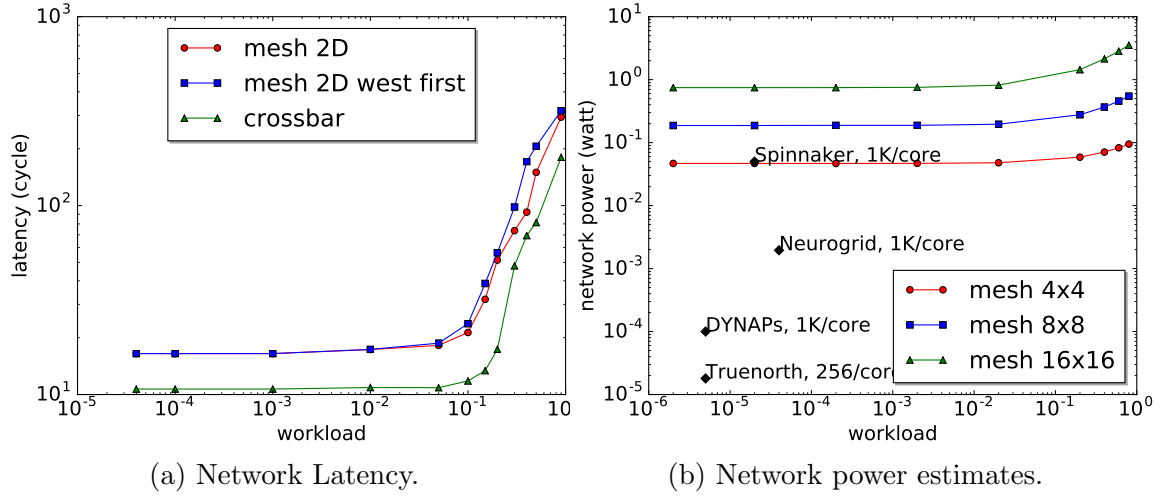 10^3
mesh 2D
mesh 2D west first
crossbar
10^2
latency (cycle)
10^1
10^-5
10^-4
10^-3
10^-2
10^-1
10
workload
(a) Network Latency.
10^1
10^0
10^-1
10^-2
10^-3
10^-4
10^-5
network power (watt)
Spinnaker, 1K/core
Neurogrid, 1K/core
DYNAPs, 1K/core
Truenorth, 256/core
mesh 4x4
mesh 8x8
mesh 16x16
10^-6
10^-5
10^-4
10^-3
10^-2
10^-1
10^0
workload
(b) Network power estimates.